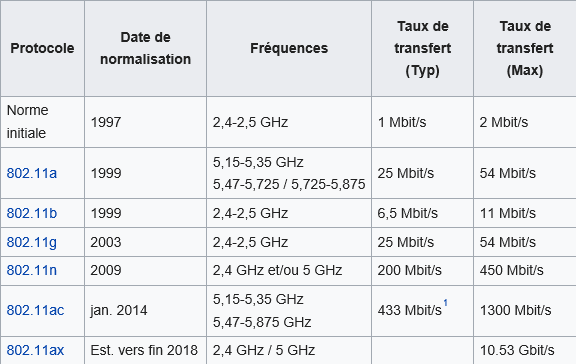 Protocole
Date de
normalisation
Fréquences
Taux de
transfert
(Typ)
Taux de
transfert
(Max)
Norme
initiale
1997
2,4-2,5 GHz
1 Mbit/s
2 Mbit/s
802.11a
1999
5,15-5,35 GHz
5,47-5,725 / 5,725-5,875
25 Mbit/s
54 Mbit/s
802.11b
1999
2,4-2,5 GHz
6,5 Mbit/s
11 Mbit/s
802.11g
2003
2,4-2,5 GHz
25 Mbit/s
54 Mbit/s
802.11n
2009
2,4 GHz et/ou 5 GHz
200 Mbit/s
450 Mbit/s
802.11ac
jan. 2014
5,15-5,35 GHz
5,47-5,875 GHz
433 Mbit/s1
1300 Mbit/s
802.11ax
Est. vers fin 2018
2,4 GHz / 5 GHz
10.53 Gbit/s